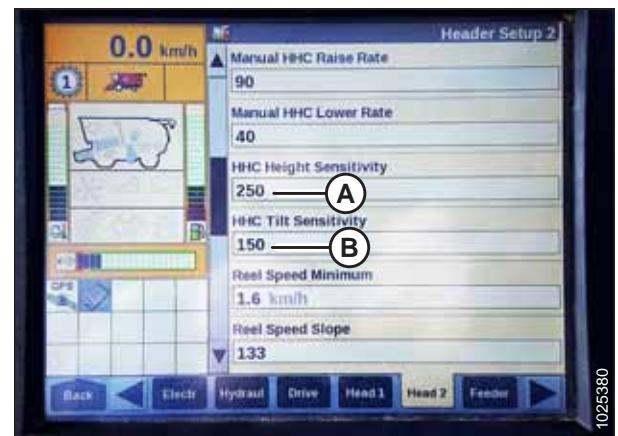 Header Setup 2
0.0 km/h
1
Manual HHC Raise Rate
90
Manual HHC Lower Rate
40
HHC Height Sensitivity
250
A
HHC Tilt Sensitivity
150
B
Reel Speed Minimum
1.6 km/h
Reel Speed Slope
133
GPS
Back
Electr
Hydraul
Drive
Head 1
Head 2
Feeder
1025380